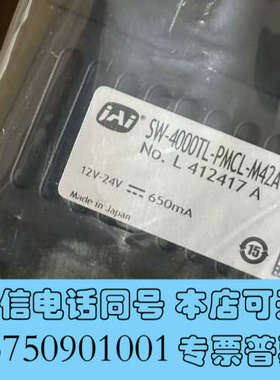 JAI
SW-4000TL-PMCL-M42A
No. L 412417 A
12V-24V ⎓ 650mA
Made in Japan
15
信电话同号 本店可
750901001 专票普